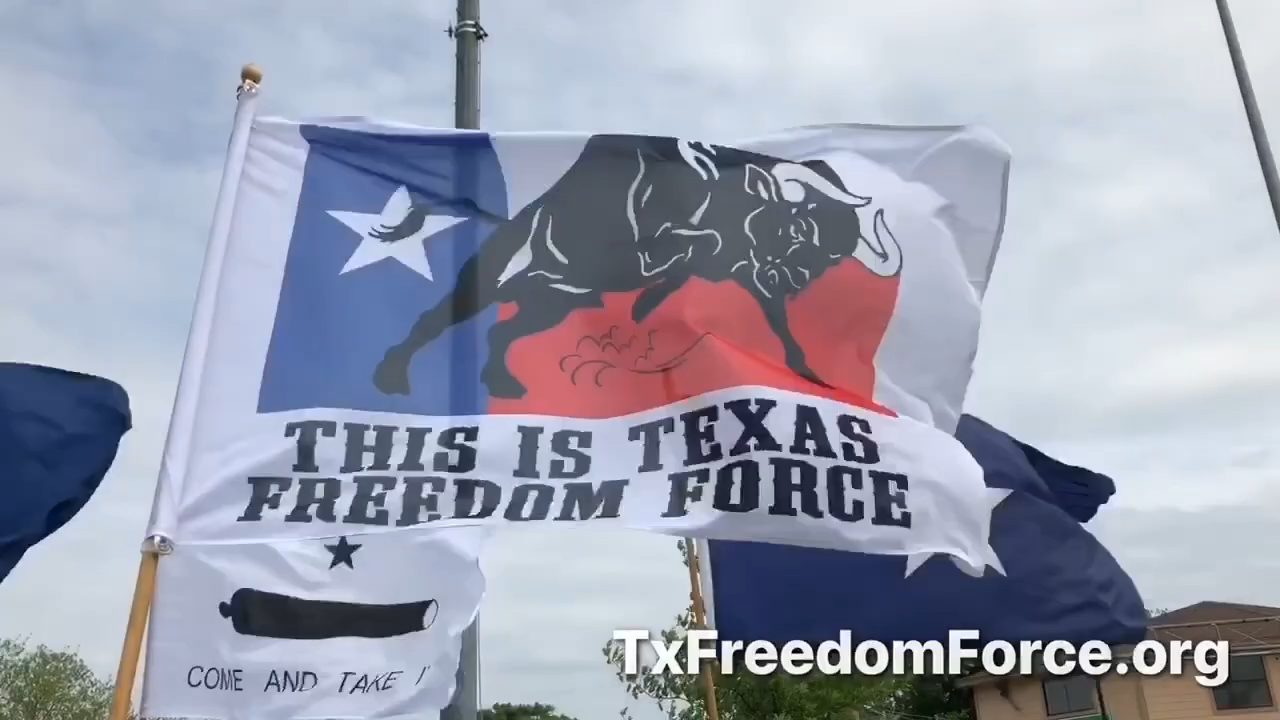 THIS IS TEXAS
FREEDOM FORCE
COME AND TAKE
TxFreedomForce.org